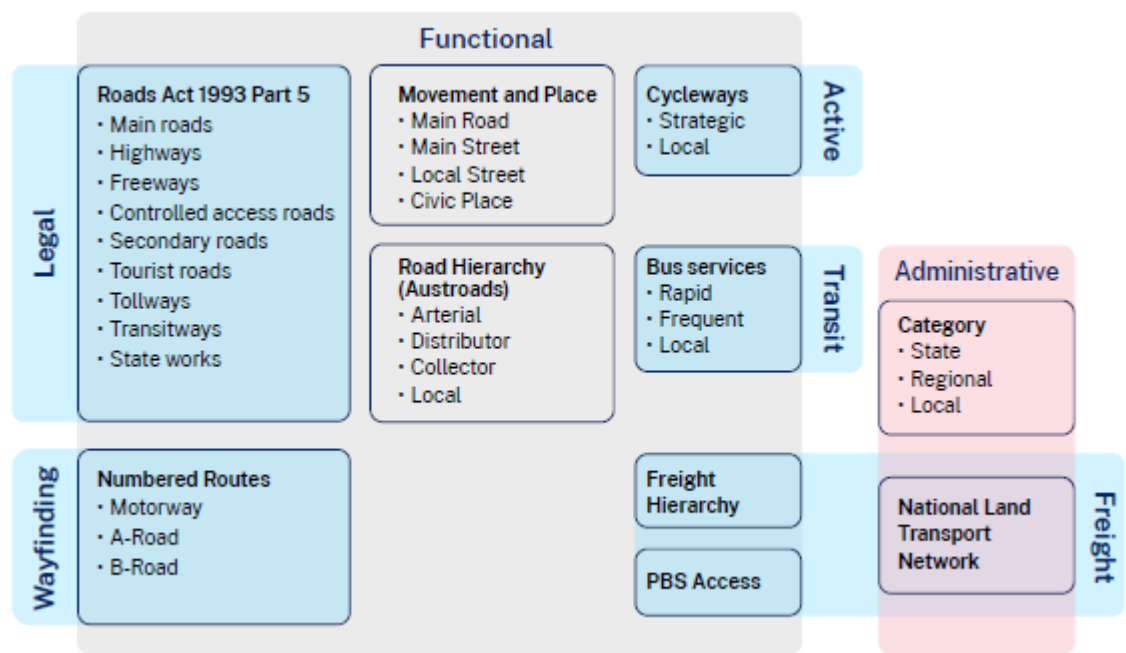 Functional
Legal
Roads Act 1993 Part 5
· Main roads
· Highways
· Freeways
· Controlled access roads
· Secondary roads
· Tourist roads
· Tollways
· Transitways
· State works
Movement and Place
· Main Road
· Main Street
· Local Street
· Civic Place
Cycleways
· Strategic
· Local
Active
Road Hierarchy
(Austroads)
· Arterial
· Distributor
· Collector
· Local
Bus services
· Rapid
· Frequent
· Local
Transit
Administrative
Category
· State
· Regional
· Local
Wayfinding
Numbered Routes
· Motorway
· A-Road
· B-Road
Freight
Hierarchy
PBS Access
National Land
Transport
Network
Freight